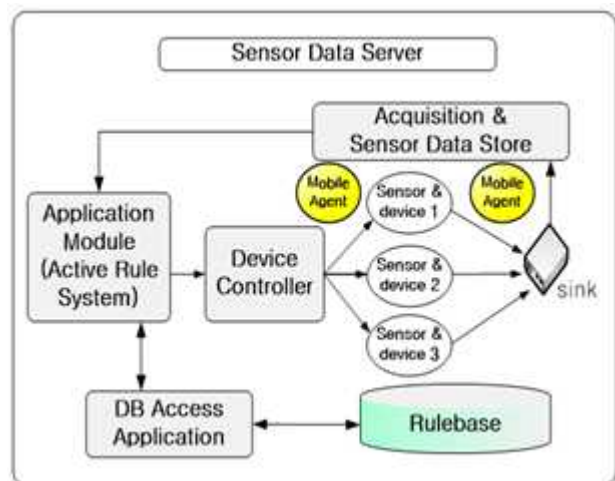 Sensor Data Server
Acquisition &
Sensor Data Store
Mobile
Agent
Mobile
Agent
Sensor &
device 1
Application
Module
(Active Rule
System)
Device
Controller
Sensor &
device 2
sink
Sensor &
device 3
DB Access
Application
Rulebase